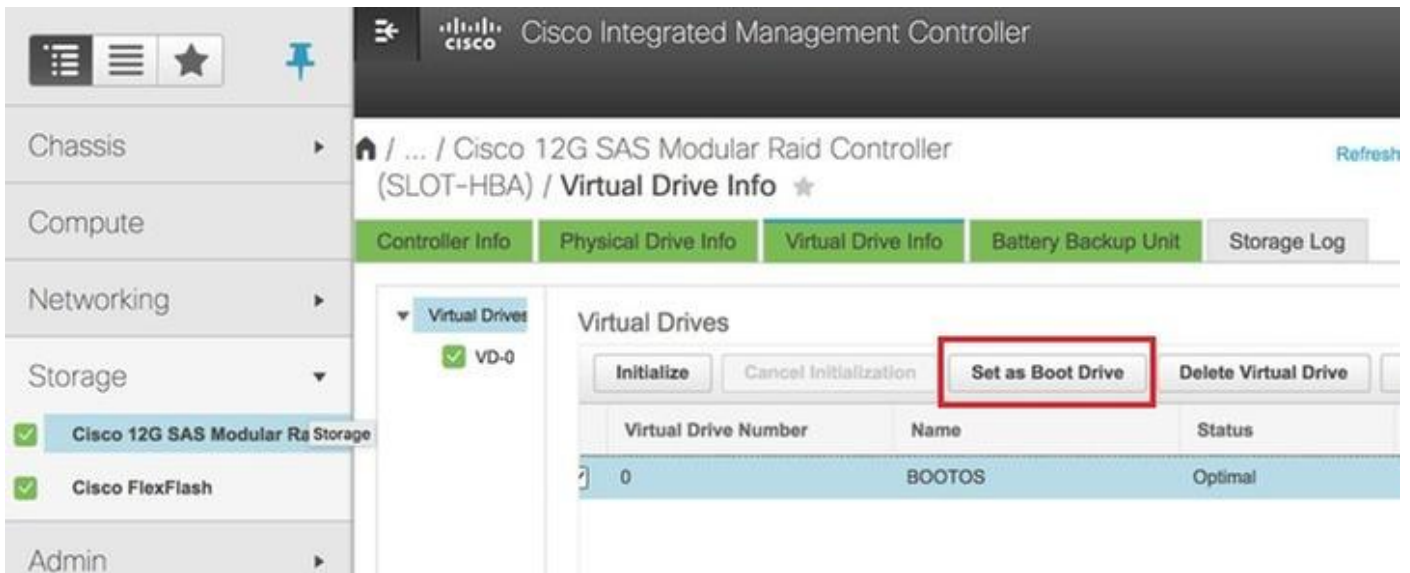 CISCO
Cisco Integrated Management Controller
Chassis
Compute
Networking
Storage
Cisco 12G SAS Modular Ra
Storage
Cisco FlexFlash
Admin
/ ... / Cisco 12G SAS Modular Raid Controller
(SLOT-HBA) / Virtual Drive Info
Refresh
Controller Info
Physical Drive Info
Virtual Drive Info
Battery Backup Unit
Storage Log
Virtual Drives
VD-0
Virtual Drives
Initialize
Cancel Initialization
Set as Boot Drive
Delete Virtual Drive
Virtual Drive Number
Name
Status
0
BOOTOS
Optimal